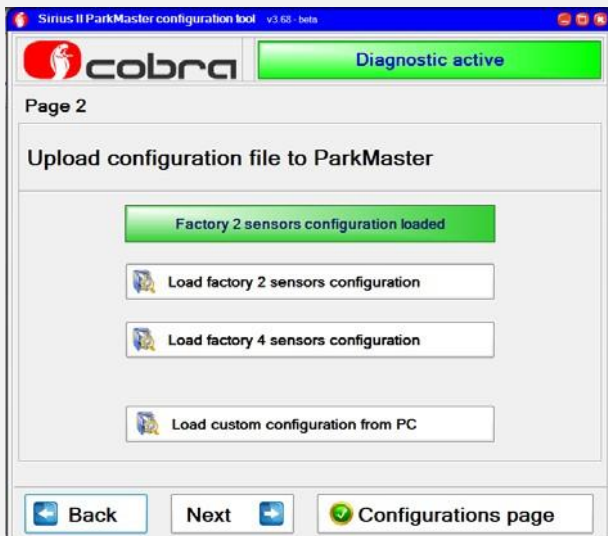 Sirius II ParkMaster configuration tool v3.68 - beta
cobra
Diagnostic active
Page 2
Upload configuration file to ParkMaster
Factory 2 sensors configuration loaded
Load factory 2 sensors configuration
Load factory 4 sensors configuration
Load custom configuration from PC
Back
Next
Configurations page